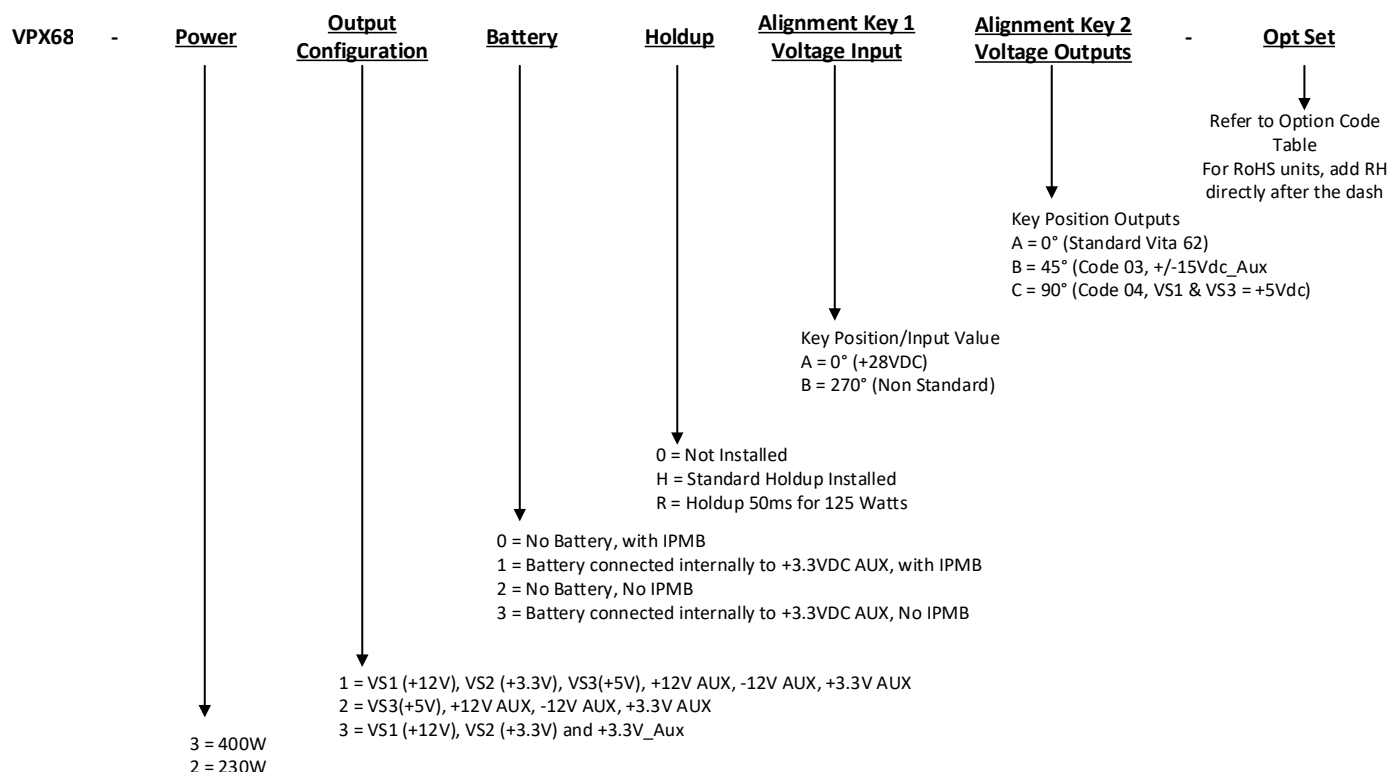 VPX68 - Power Output Configuration Battery Holdup Alignment Key 1 Voltage Input Alignment Key 2 Voltage Outputs - Opt Set
Refer to Option Code
Table
For RoHS units, add RH
directly after the dash
Key Position Outputs
A = 0° (Standard Vita 62)
B = 45° (Code 03, +/-15Vdc_Aux
C = 90° (Code 04, VS1 & VS3 = +5Vdc)
Key Position/Input Value
A = 0° (+28VDC)
B = 270° (Non Standard)
0 = Not Installed
H = Standard Holdup Installed
R = Holdup 50ms for 125 Watts
0 = No Battery, with IPMB
1 = Battery connected internally to +3.3VDC AUX, with IPMB
2 = No Battery, No IPMB
3 = Battery connected internally to +3.3VDC AUX, No IPMB
1 = VS1 (+12V), VS2 (+3.3V), VS3(+5V), +12V AUX, -12V AUX, +3.3V AUX
2 = VS3(+5V), +12V AUX, -12V AUX, +3.3V AUX
3 = VS1 (+12V), VS2 (+3.3V) and +3.3V_Aux
3 = 400W
2 = 230W